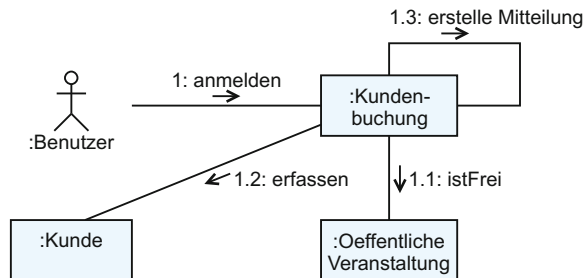 1.3: erstelle Mitteilung
1: anmelden
:Kunden-
buchung
:Benutzer
1.2: erfassen
1.1: istFrei
:Kunde
:Oeffentliche
Veranstaltung